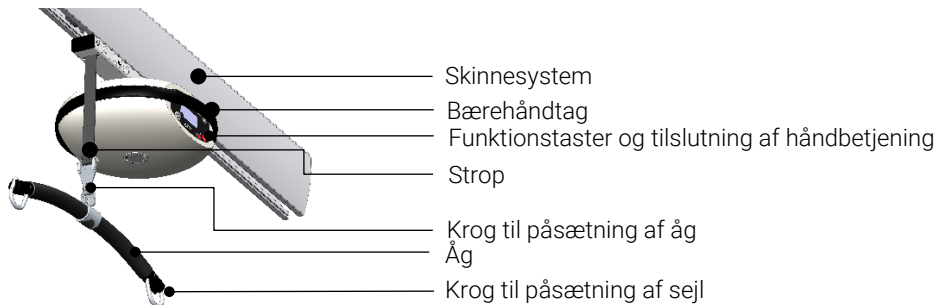 Skinnesystem
Bærehåndtag
Funktionstaster og tilslutning af håndbetjening
Strop
Krog til påsætning af åg
Åg
Krog til påsætning af sejl